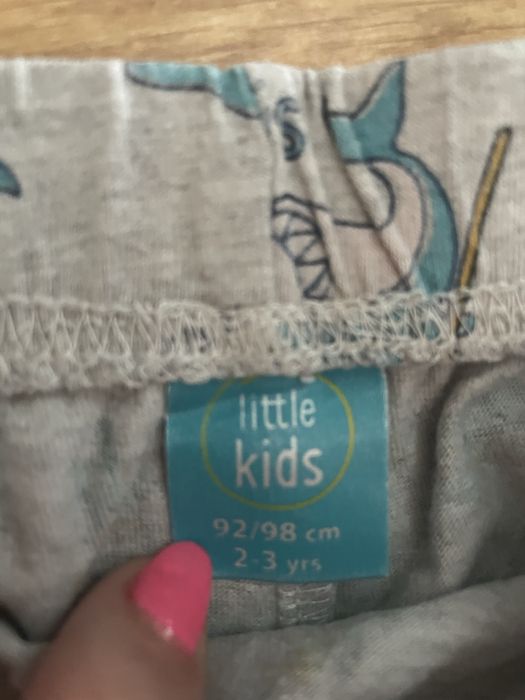 little
kids
92/98 cm
2-3 yrs